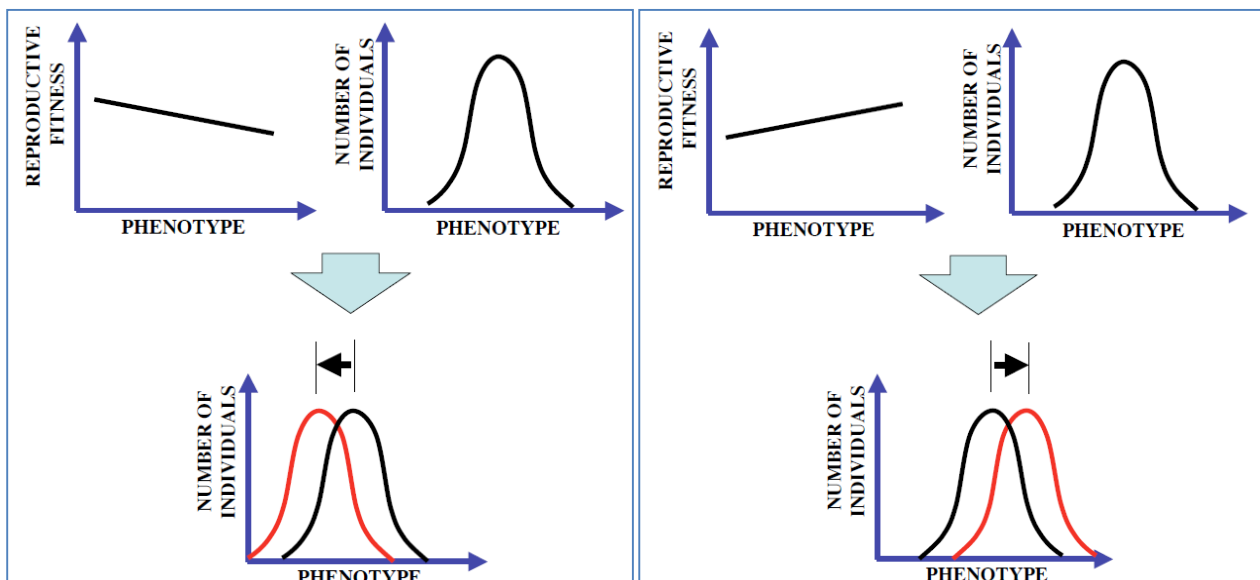 REPRODUCTIVE
FITNESS
PHENOTYPE
NUMBER OF
INDIVIDUALS
PHENOTYPE
NUMBER OF
INDIVIDUALS
PHENOTYPE
REPRODUCTIVE
FITNESS
PHENOTYPE
NUMBER OF
INDIVIDUALS
PHENOTYPE
NUMBER OF
INDIVIDUALS
PHENOTYPE